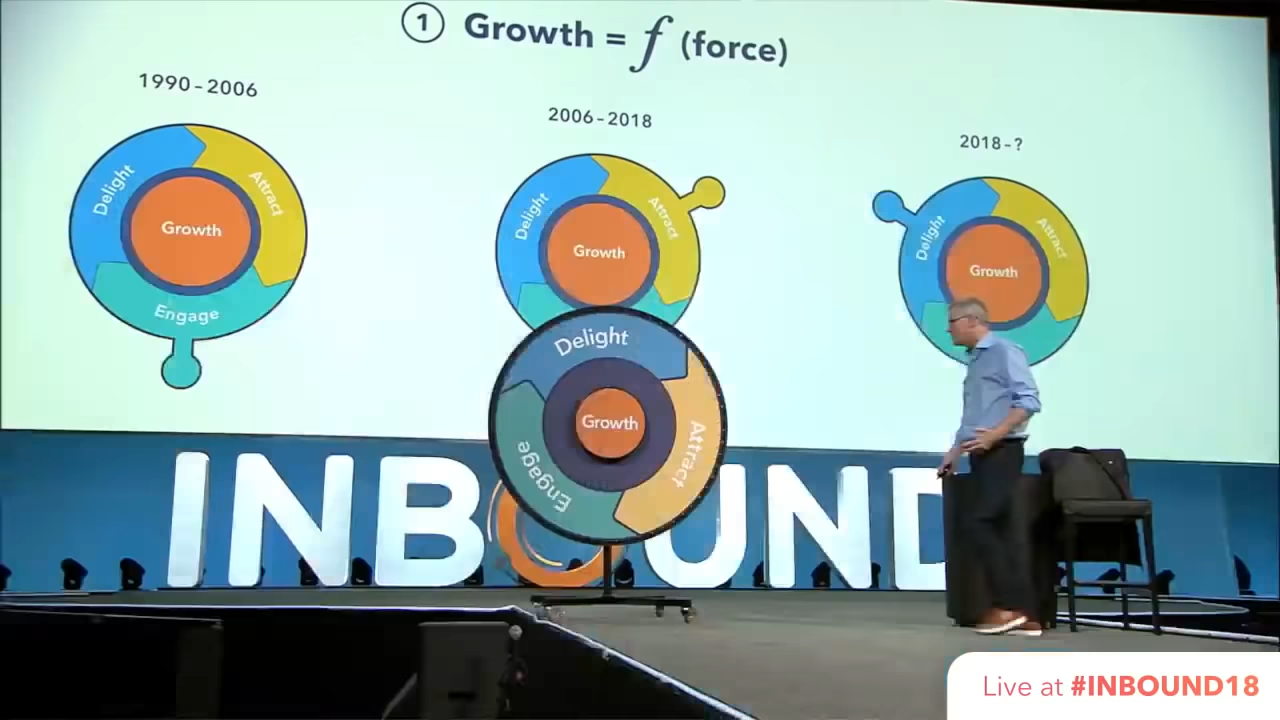 1 Growth = f (force)
1990-2006
2006-2018
2018-?
Delight
Attract
Growth
Engage
Delight
Attract
Growth
Delight
Attract
Growth
Delight
Growth
Attract
Engage
INBOUND
Live at #INBOUND18